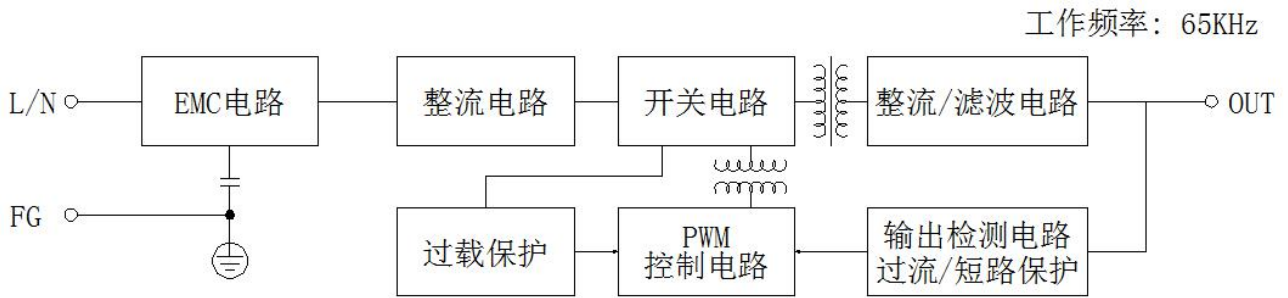 工作频率: 65KHz
L/N
EMC电路
整流电路
开关电路
整流/滤波电路
OUT
FG
过载保护
PWM
控制电路
输出检测电路
过流/短路保护